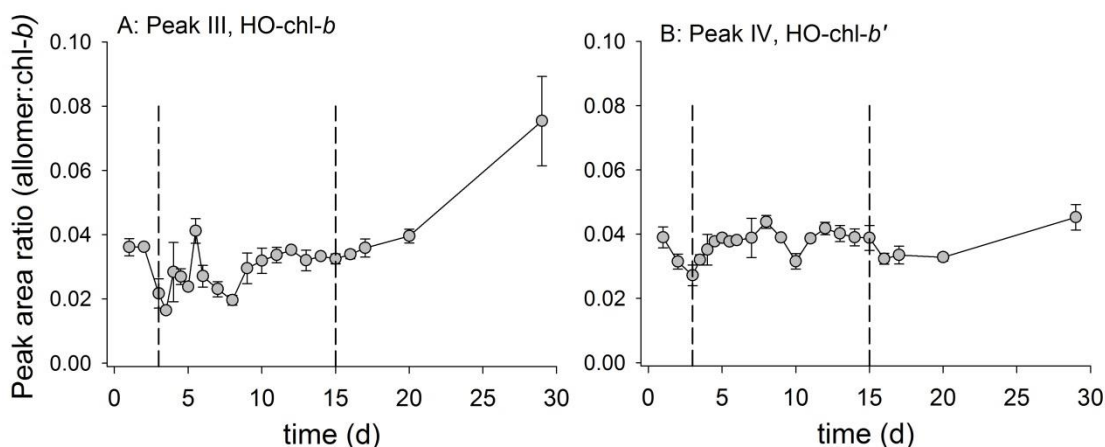 A: Peak III, HO-chl-b
B: Peak IV, HO-chl-b'
Peak area ratio (allomer:chl-b)
0.10
0.08
0.06
0.04
0.02
0.00
0 5 10 15 20 25 30
time (d)
0.10
0.08
0.06
0.04
0.02
0.00
0 5 10 15 20 25 30
time (d)